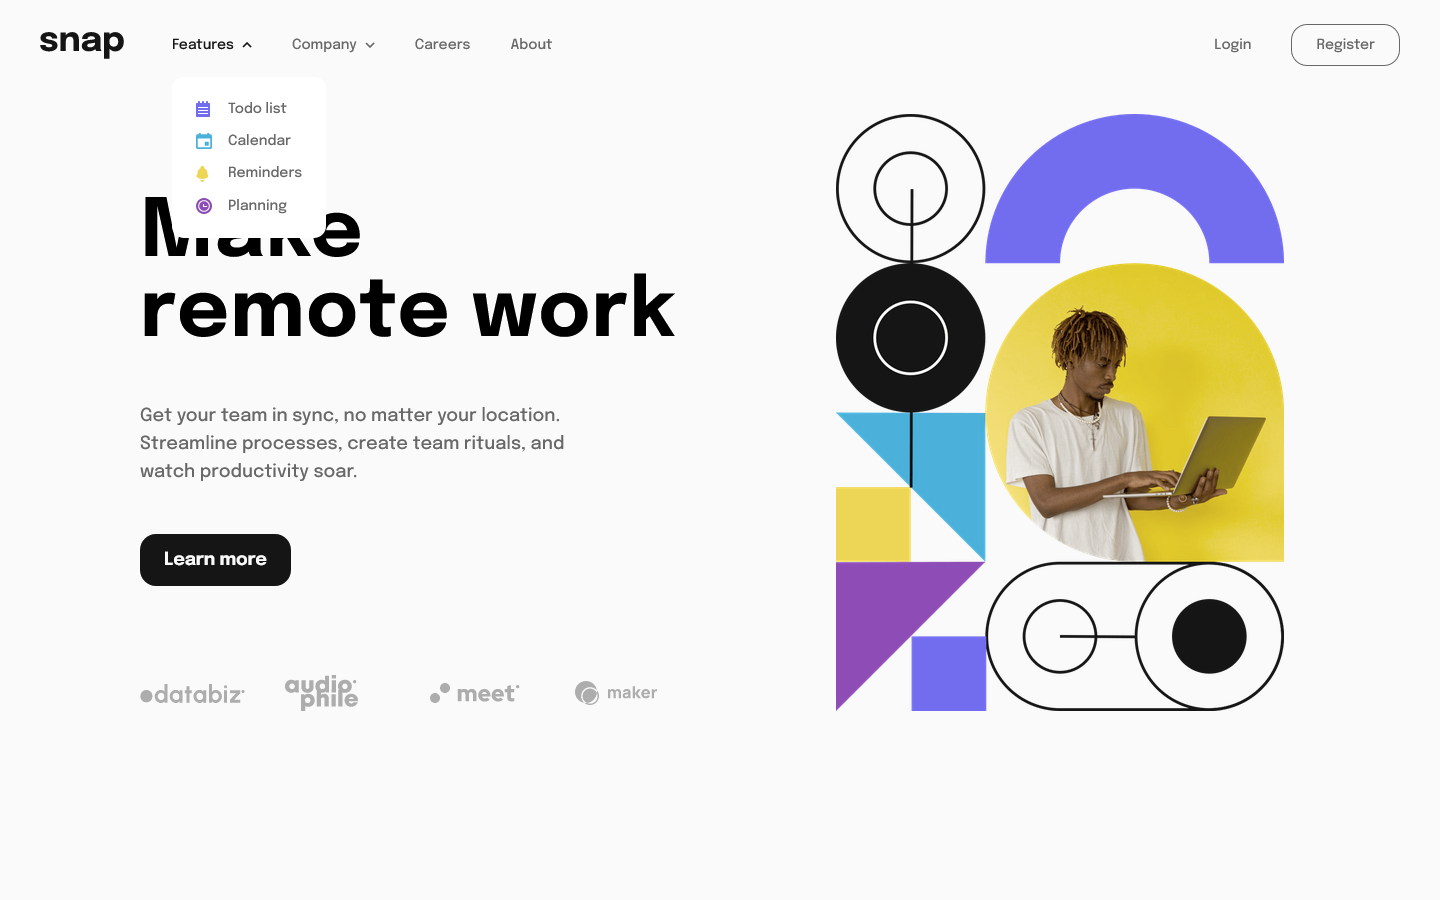 snap
Features
Company
Careers
About
Login
Register
Todo list
Calendar
Reminders
Planning
Make
remote work
Get your team in sync, no matter your location.
Streamline processes, create team rituals, and
watch productivity soar.
Learn more
databiz
audiophile
meet
maker